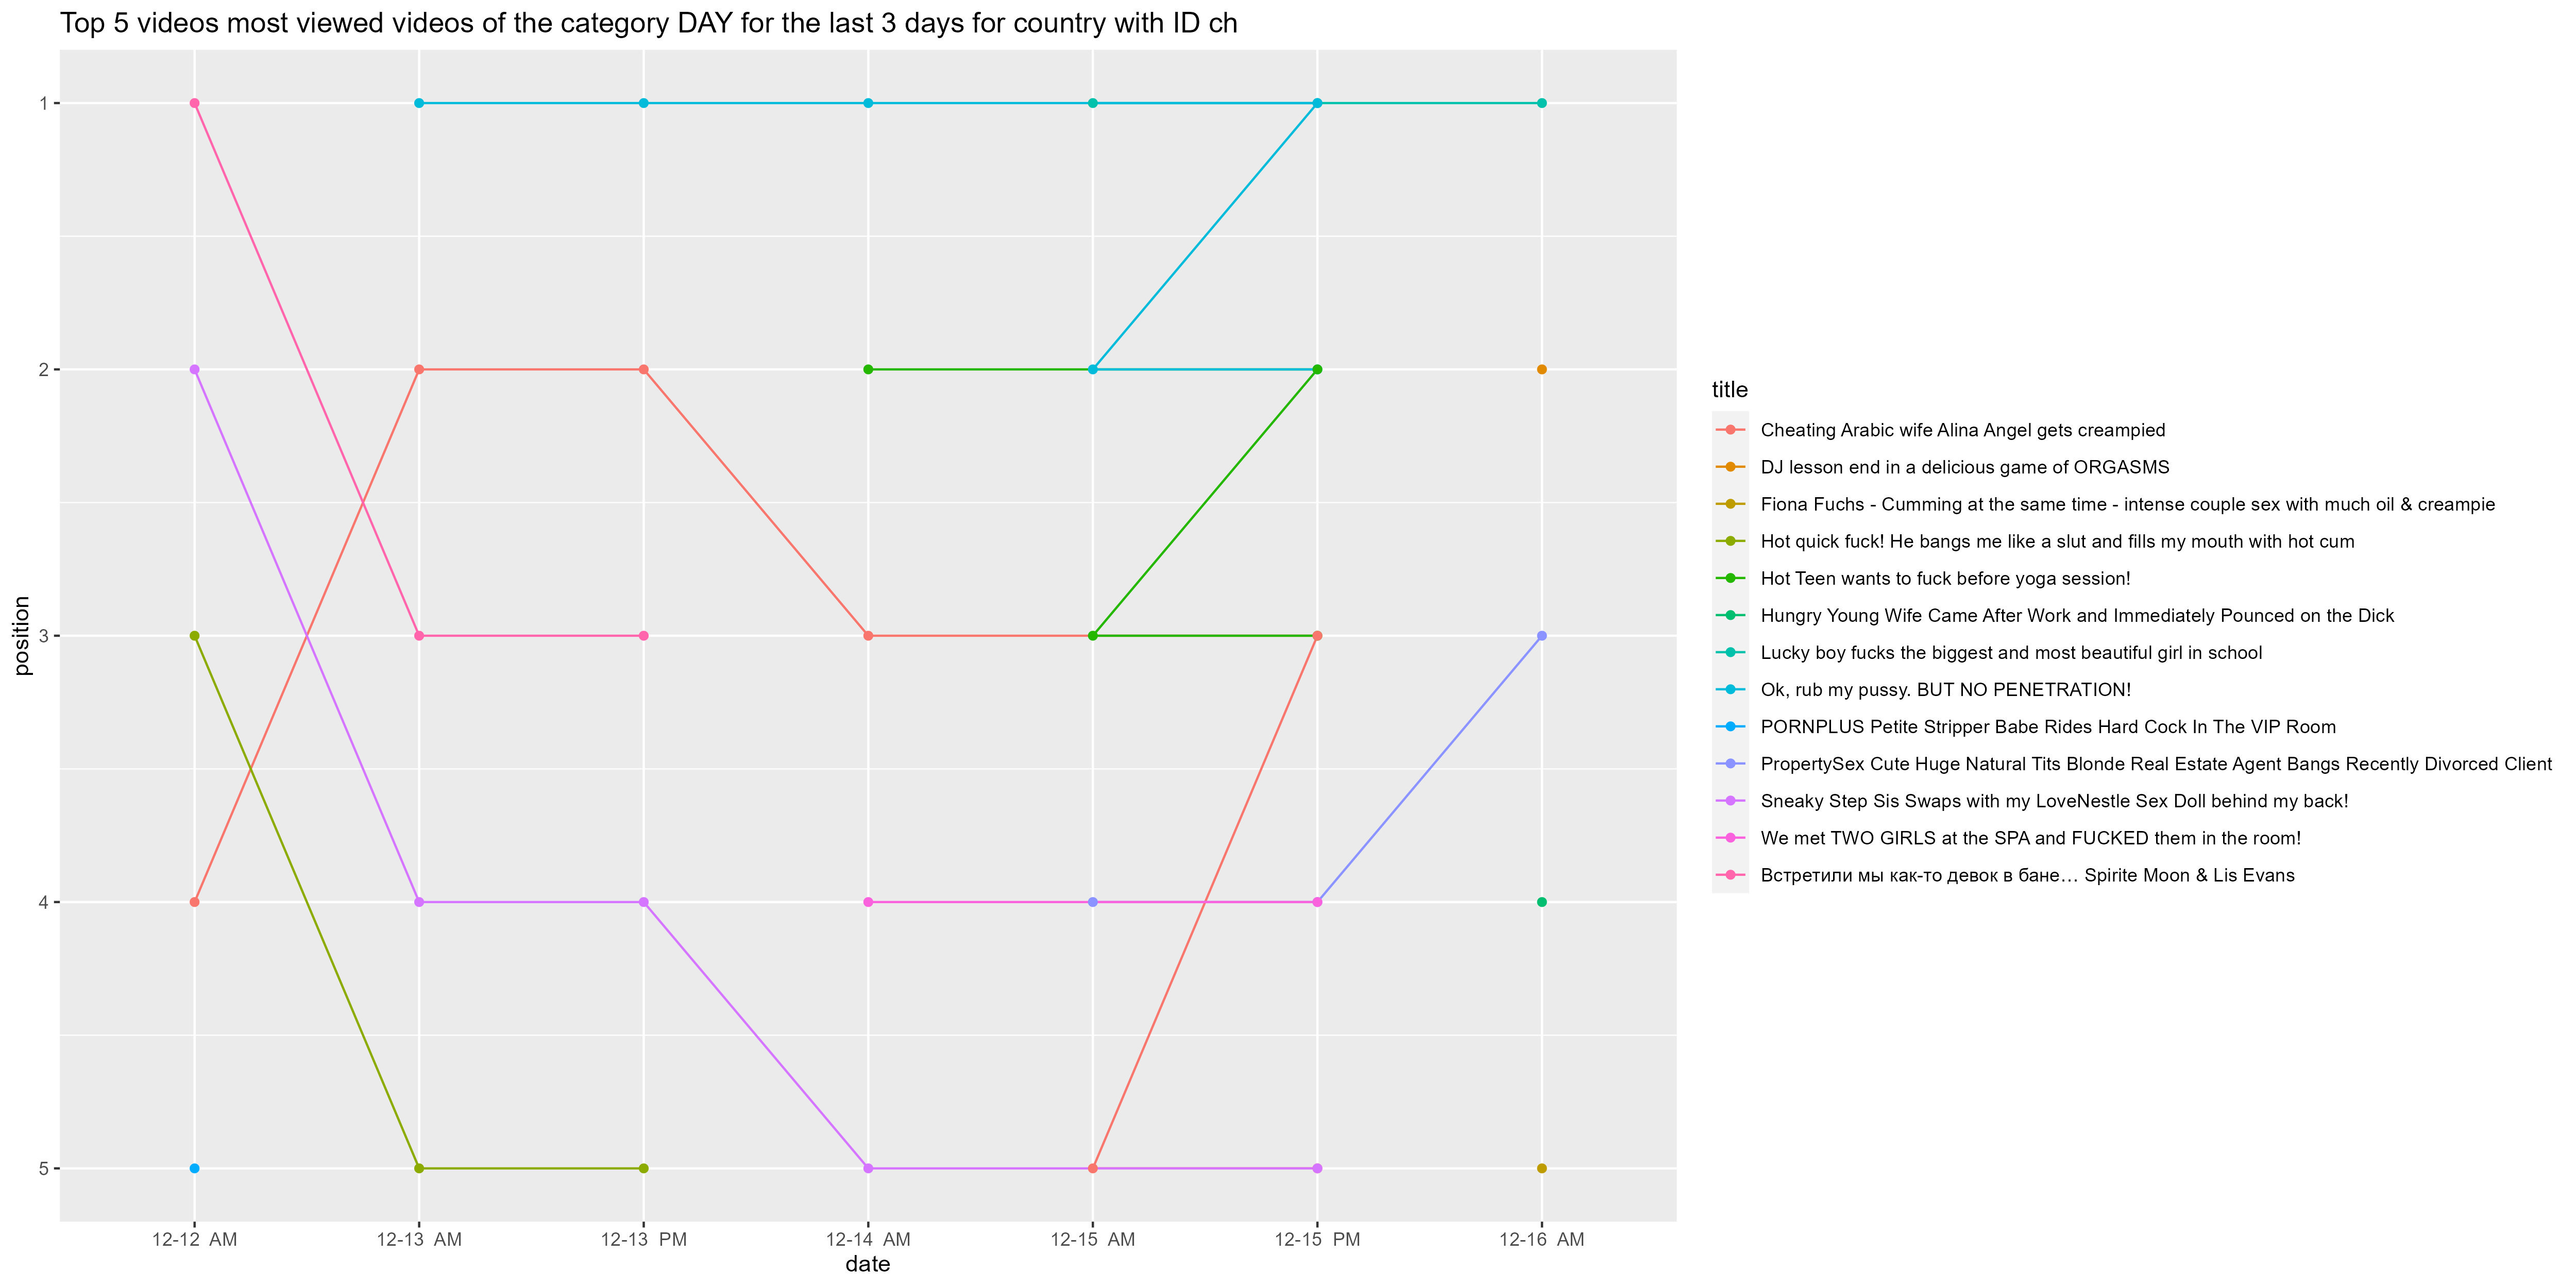 Top 5 videos most viewed videos of the category DAY for the last 3 days for country with ID ch
position
1
2
3
4
5
12-12 AM
12-13 AM
12-13 PM
12-14 AM
12-15 AM
12-15 PM
12-16 AM
date
title
Cheating Arabic wife Alina Angel gets creampied
DJ lesson end in a delicious game of ORGASMS
Fiona Fuchs - Cumming at the same time - intense couple sex with much oil & creampie
Hot quick fuck! He bangs me like a slut and fills my mouth with hot cum
Hot Teen wants to fuck before yoga session!
Hungry Young Wife Came After Work and Immediately Pounced on the Dick
Lucky boy fucks the biggest and most beautiful girl in school
Ok, rub my pussy. BUT NO PENETRATION!
PORNPLUS Petite Stripper Babe Rides Hard Cock In The VIP Room
PropertySex Cute Huge Natural Tits Blonde Real Estate Agent Bangs Recently Divorced Client
Sneaky Step Sis Swaps with my LoveNestle Sex Doll behind my back!
We met TWO GIRLS at the SPA and FUCKED them in the room!
Встретили мы как-то девок в бане… Spirite Moon & Lis Evans